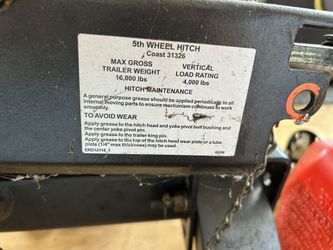 5th WHEEL HITCH
Coast 31326
MAX GROSS
TRAILER WEIGHT
16,000 lbs
VERTICAL
LOAD RATING
4,000 lbs
HITCH MAINTENANCE
A general purpose grease should be applied periodically to all
internal moving parts to ensure mechanism continues to work
properly.
TO AVOID WEAR
Apply grease to the hitch head and yoke pivot bolt bushing and
the center yoke pivot pin.
Apply grease to the trailer king pin.
Apply grease to the top of the hitch head wear plate or a lube
plate (1/4" max thickness) may be used.